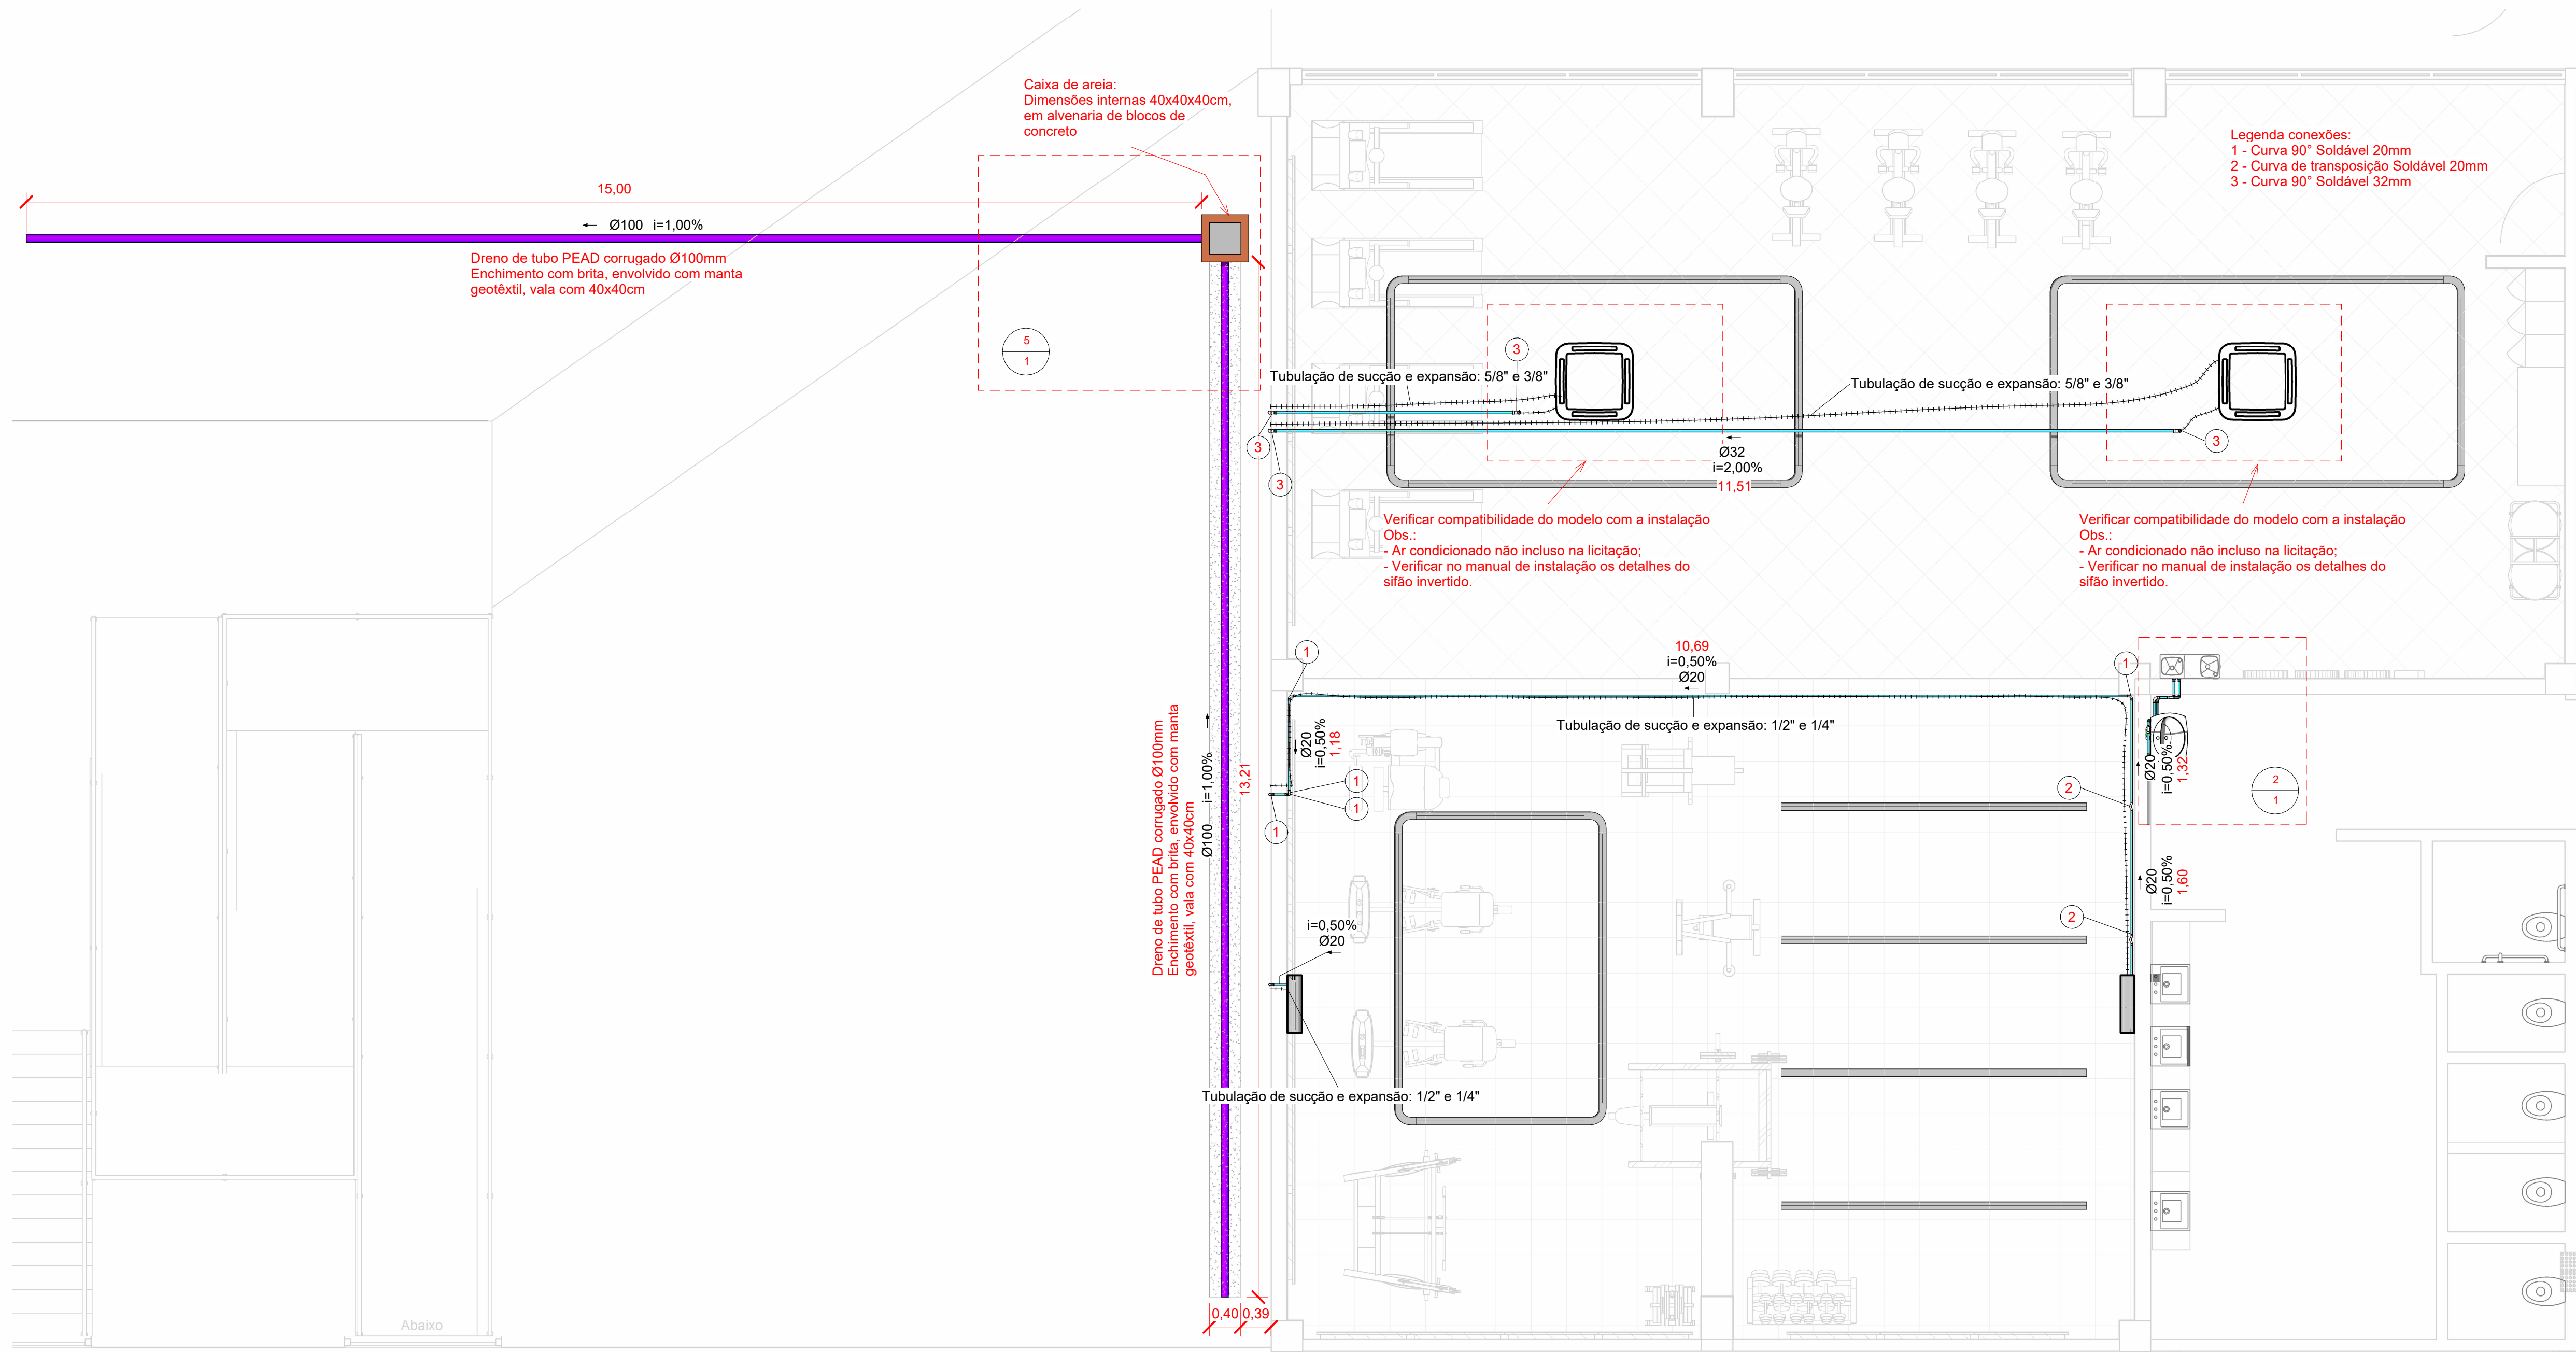 Caixa de areia:
Dimensões internas 40x40x40cm,
em alvenaria de blocos de
concreto
Legenda conexões:
1 - Curva 90° Soldável 20mm
2 - Curva de transposição Soldável 20mm
3 - Curva 90° Soldável 32mm
15,00
Ø100 i=1,00%
Dreno de tubo PEAD corrugado Ø100mm
Enchimento com brita, envolvido com manta
geotêxtil, vala com 40x40cm
5
1
3
Tubulação de sucção e expansão: 5/8" e 3/8"
Tubulação de sucção e expansão: 5/8" e 3/8"
3
3
3
Ø32
i=2,00%
11,51
Verificar compatibilidade do modelo com a instalação
Obs.:
- Ar condicionado não incluso na licitação;
- Verificar no manual de instalação os detalhes do
sifão invertido.
Verificar compatibilidade do modelo com a instalação
Obs.:
- Ar condicionado não incluso na licitação;
- Verificar no manual de instalação os detalhes do
sifão invertido.
1
10,69
i=0,50%
Ø20
1
Tubulação de sucção e expansão: 1/2" e 1/4"
Ø20
i=0,50%
1,18
1
1
1
Ø20
i=0,50%
1,32
2
1
2
Ø20
i=0,50%
1,60
2
Dreno de tubo PEAD corrugado Ø100mm
Enchimento com brita, envolvido com manta
geotêxtil, vala com 40x40cm
Ø100 i=1,00%
13,21
i=0,50%
Ø20
Tubulação de sucção e expansão: 1/2" e 1/4"
0,40
0,39
Abaixo